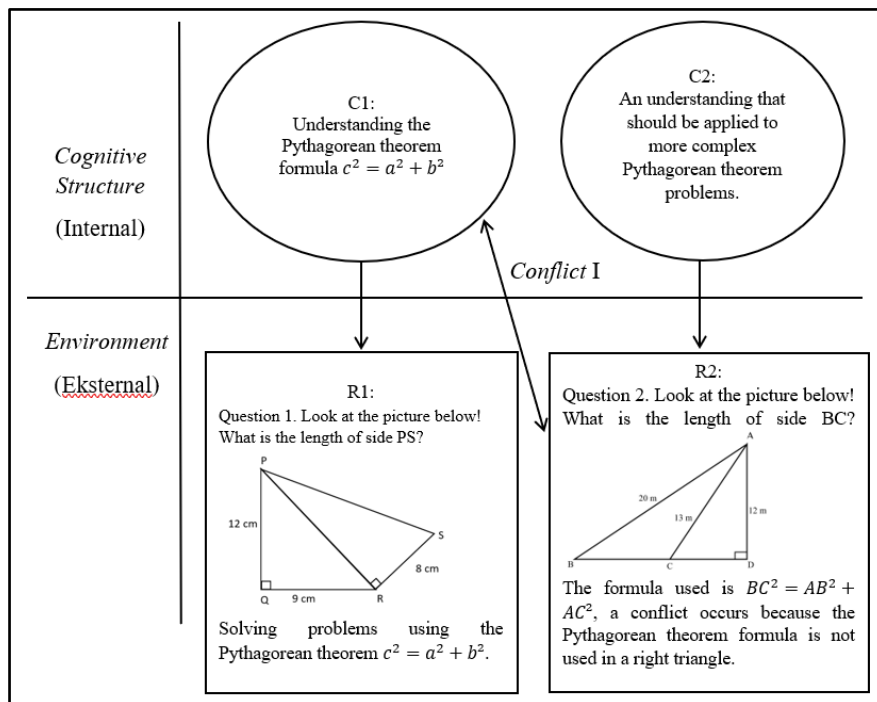 C1:
Understanding the
Pythagorean theorem
formula 𝑐² = 𝑎² + 𝑏²
C2:
An understanding that
should be applied to
more complex
Pythagorean theorem
problems.
Cognitive
Structure
(Internal)
Conflict I
Environment
(Eksternal)
R1:
Question 1. Look at the picture below!
What is the length of side PS?
P
12 cm
S
8 cm
Q
9 cm
R
Solving problems using the
Pythagorean theorem 𝑐² = 𝑎² + 𝑏².
R2:
Question 2. Look at the picture below!
What is the length of side BC?
A
20 m
13 m
12 m
B
C
D
The formula used is 𝐵𝐶² = 𝐴𝐵² +
𝐴𝐶², a conflict occurs because the
Pythagorean theorem formula is not
used in a right triangle.